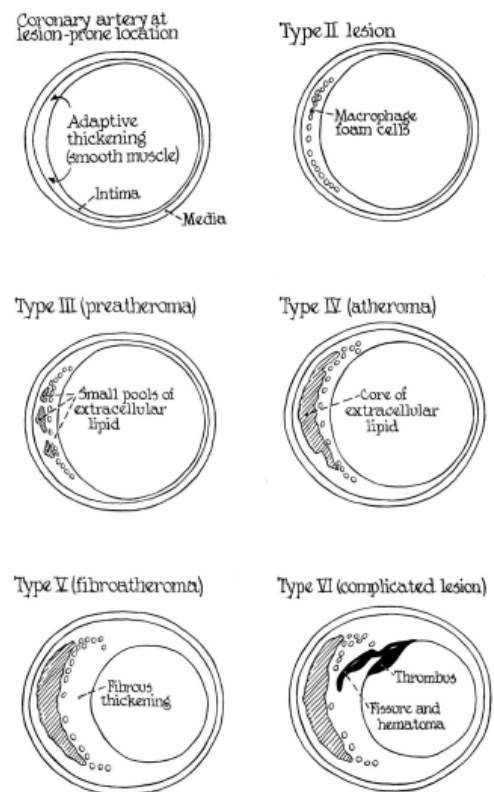 Coronary artery at
lesion-prone location
Adaptive
thickening
(smooth muscle)
Intima
Media
Type II lesion
Macrophage
foam cells
Type III (preatheroma)
Small pools of
extracellular
lipid
Type IV (atheroma)
Core of
extracellular
lipid
Type V (fibroatheroma)
Fibrous
thickening
Type VI (complicated lesion)
Thrombus
Fissure and
hematoma